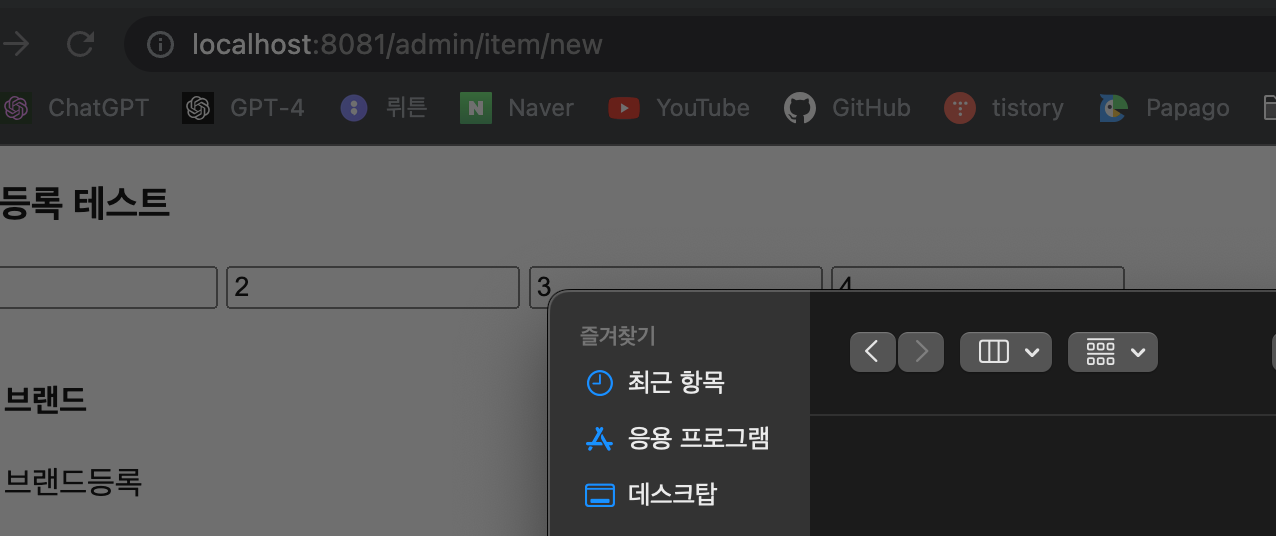 localhost:8081/admin/item/new
ChatGPT GPT-4 뤼튼 N Naver YouTube GitHub tistory Papago
등록 테스트
2 3 4
즐겨찾기
최근 항목
브랜드
응용 프로그램
브랜드등록
데스크탑